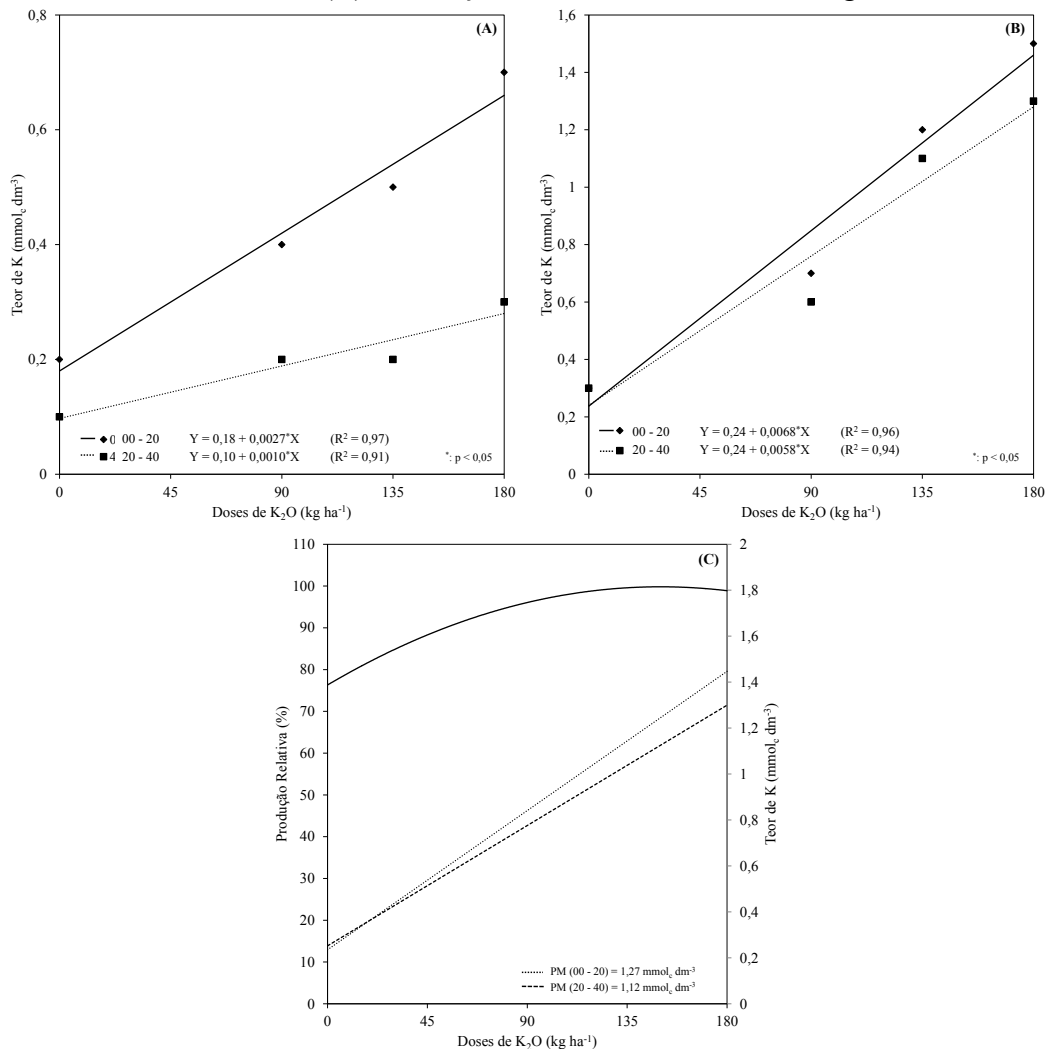 (A)
0,8
0,6
0,4
0,2
0
Teor de K (mmolc dm-3)
0 00 - 20 Y = 0,18 + 0,0027*X (R2 = 0,97)
4 20 - 40 Y = 0,10 + 0,0010*X (R2 = 0,91)
*: p < 0,05
0 45 90 135 180
Doses de K2O (kg ha-1)
(B)
1,6
1,4
1,2
1
0,8
0,6
0,4
0,2
0
Teor de K (mmolc dm-3)
00 - 20 Y = 0,24 + 0,0068*X (R2 = 0,96)
20 - 40 Y = 0,24 + 0,0058*X (R2 = 0,94)
*: p < 0,05
0 45 90 135 180
Doses de K2O (kg ha-1)
(C)
110
100
90
80
70
60
50
40
30
20
10
0
Produção Relativa (%)
2
1,8
1,6
1,4
1,2
1
0,8
0,6
0,4
0,2
0
Teor de K (mmolc dm-3)
PM (00 - 20) = 1,27 mmolc dm-3
PM (20 - 40) = 1,12 mmolc dm-3
0 45 90 135 180
Doses de K2O (kg ha-1)